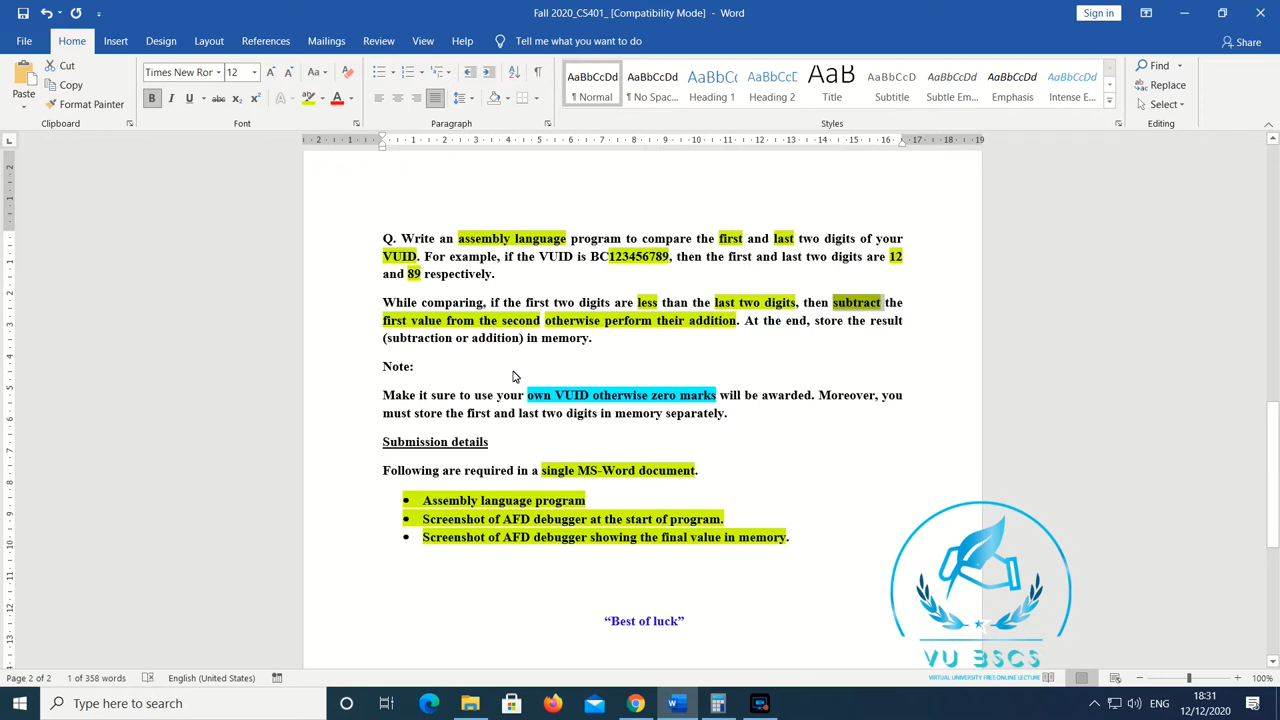 Fall 2020_CS401_ [Compatibility Mode] - Word
Sign in
File Home Insert Design Layout References Mailings Review View Help Tell me what you want to do Share
Paste
Cut
Copy
Format Painter
Times New Ror 12
AaBbCcDd AaBbCcDd AaBbCc AaBbCcC AaB AaBbCcD AaBbCcDd AaBbCcDd AaBbCcDd
¶ Normal ¶ No Spac... Heading 1 Heading 2 Title Subtitle Subtle Em... Emphasis Intense E...
Find
Replace
Select
Clipboard Font Paragraph Styles Editing
Q. Write an assembly language program to compare the first and last two digits of your
VUID. For example, if the VUID is BC123456789, then the first and last two digits are 12
and 89 respectively.
While comparing, if the first two digits are less than the last two digits, then subtract the
first value from the second otherwise perform their addition. At the end, store the result
(subtraction or addition) in memory.
Note:
Make it sure to use your own VUID otherwise zero marks will be awarded. Moreover, you
must store the first and last two digits in memory separately.
Submission details
Following are required in a single MS-Word document.
• Assembly language program
• Screenshot of AFD debugger at the start of program.
• Screenshot of AFD debugger showing the final value in memory.
“Best of luck”
VU BSCS
VIRTUAL UNIVERSITY FREE ONLINE LECTURE
Page 2 of 2 1 of 358 words English (United States) 100%
Type here to search
ENG
18:31
12/12/2020